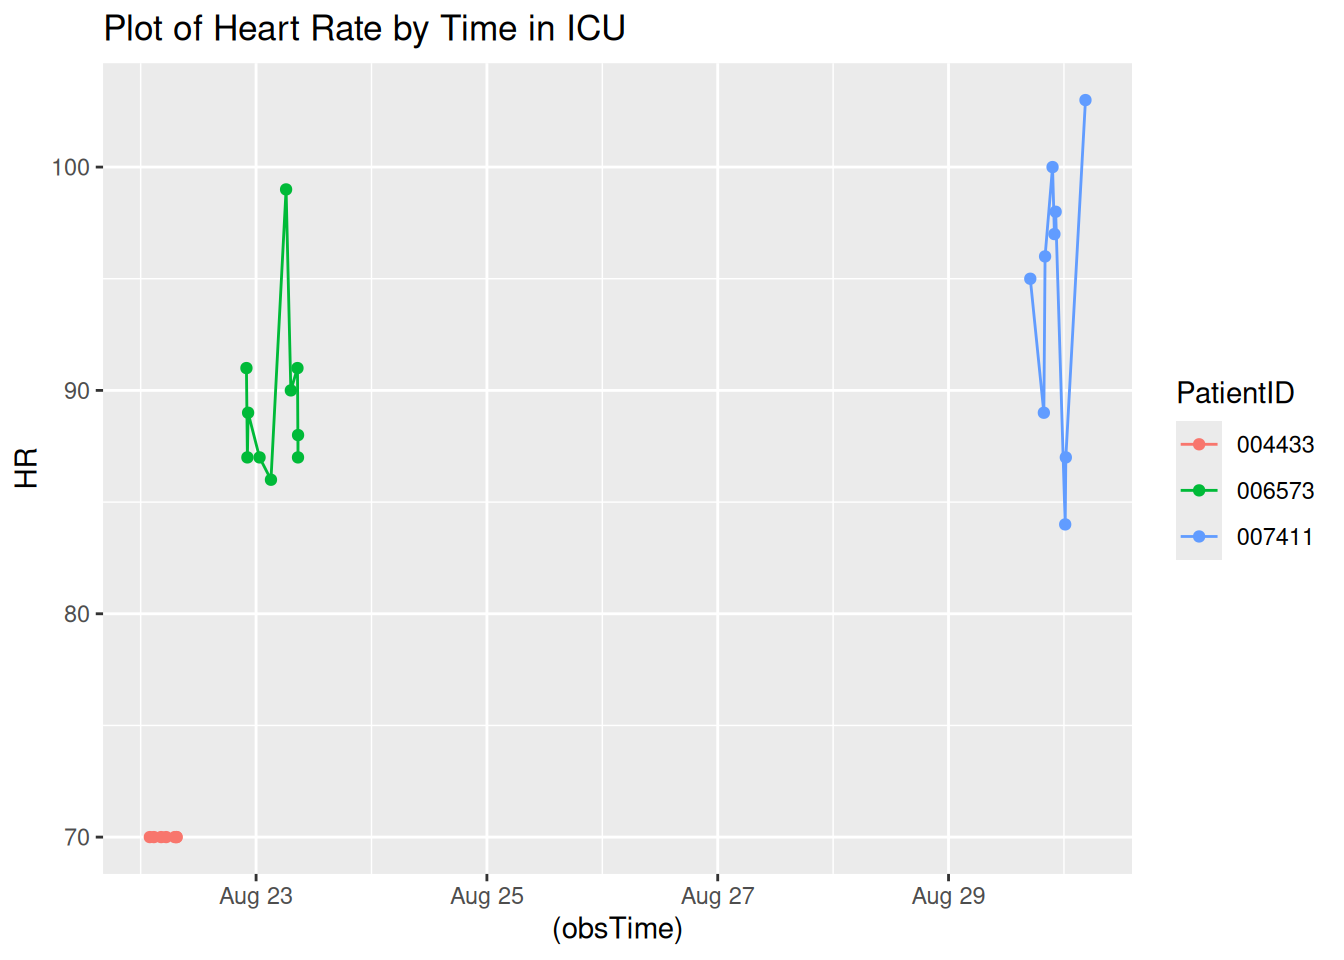 Plot of Heart Rate by Time in ICU
100
90
80
70
HR
Aug 23
Aug 25
Aug 27
Aug 29
(obsTime)
PatientID
004433
006573
007411